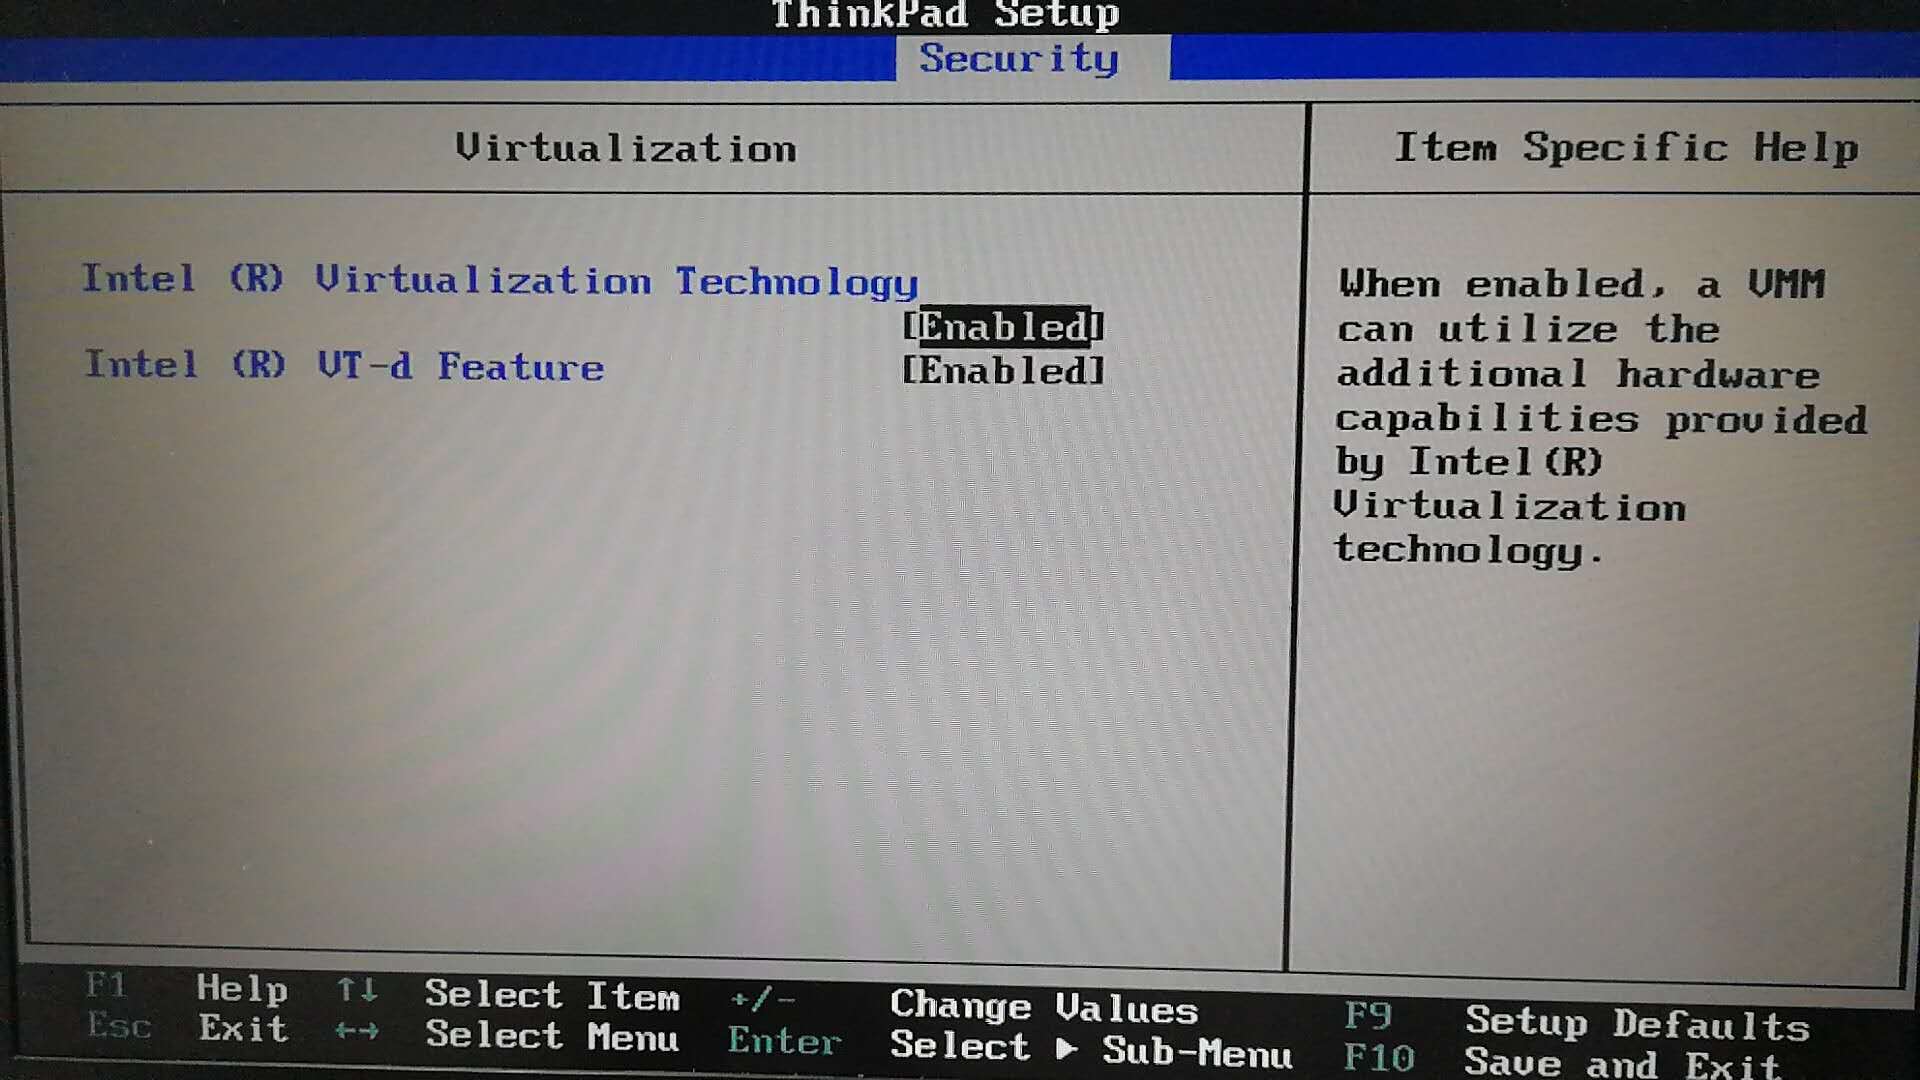 ThinkPad Setup
Security
Virtualization
Item Specific Help
Intel (R) Virtualization Technology
[Enabled]
Intel (R) VT-d Feature [Enabled]
When enabled, a VMM
can utilize the
additional hardware
capabilities provided
by Intel(R)
Virtualization
technology.
F1 Help ↑↓ Select Item +/- Change Values F9 Setup Defaults
Esc Exit ←→ Select Menu Enter Select ▶ Sub-Menu F10 Save and Exit